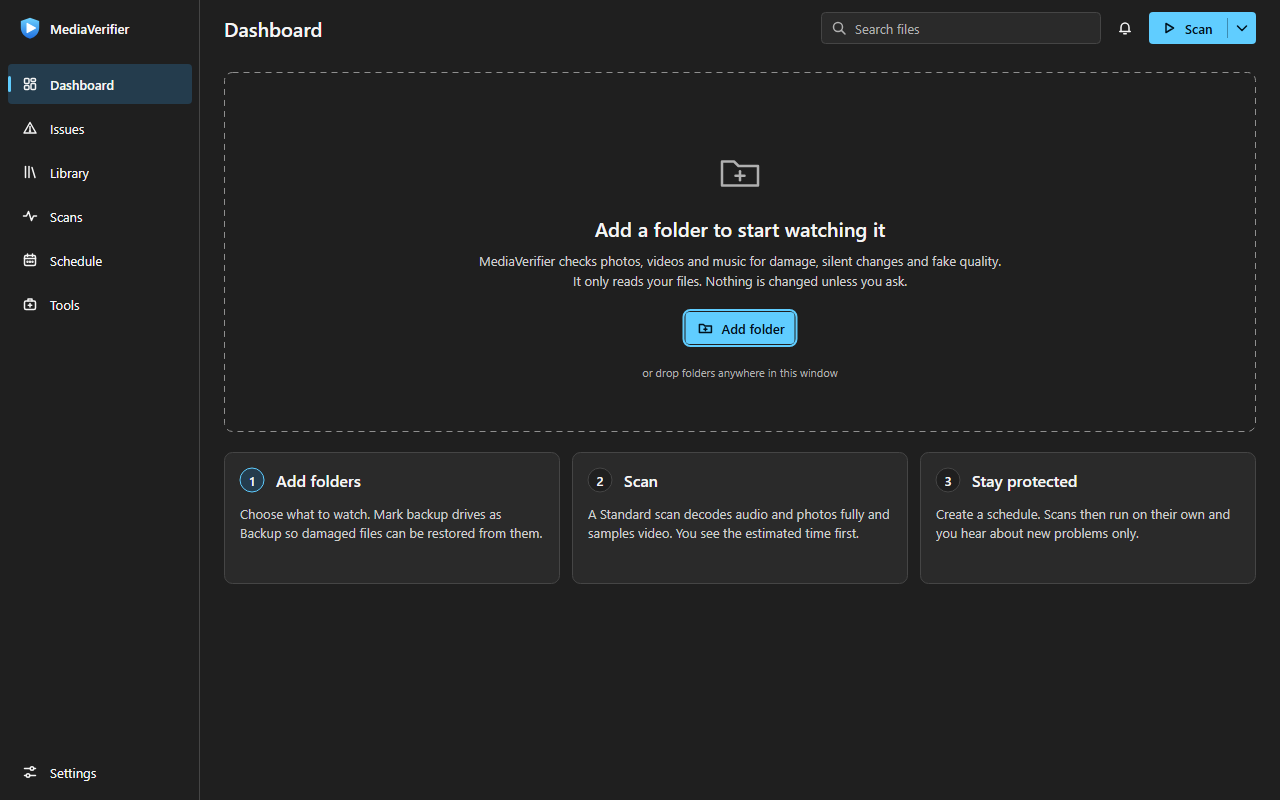 MediaVerifier
Dashboard
Issues
Library
Scans
Schedule
Tools
Settings
Dashboard
Search files
Scan
Add a folder to start watching it
MediaVerifier checks photos, videos and music for damage, silent changes and fake quality.
It only reads your files. Nothing is changed unless you ask.
Add folder
or drop folders anywhere in this window
1 Add folders
Choose what to watch. Mark backup drives as
Backup so damaged files can be restored from them.
2 Scan
A Standard scan decodes audio and photos fully and
samples video. You see the estimated time first.
3 Stay protected
Create a schedule. Scans then run on their own and
you hear about new problems only.